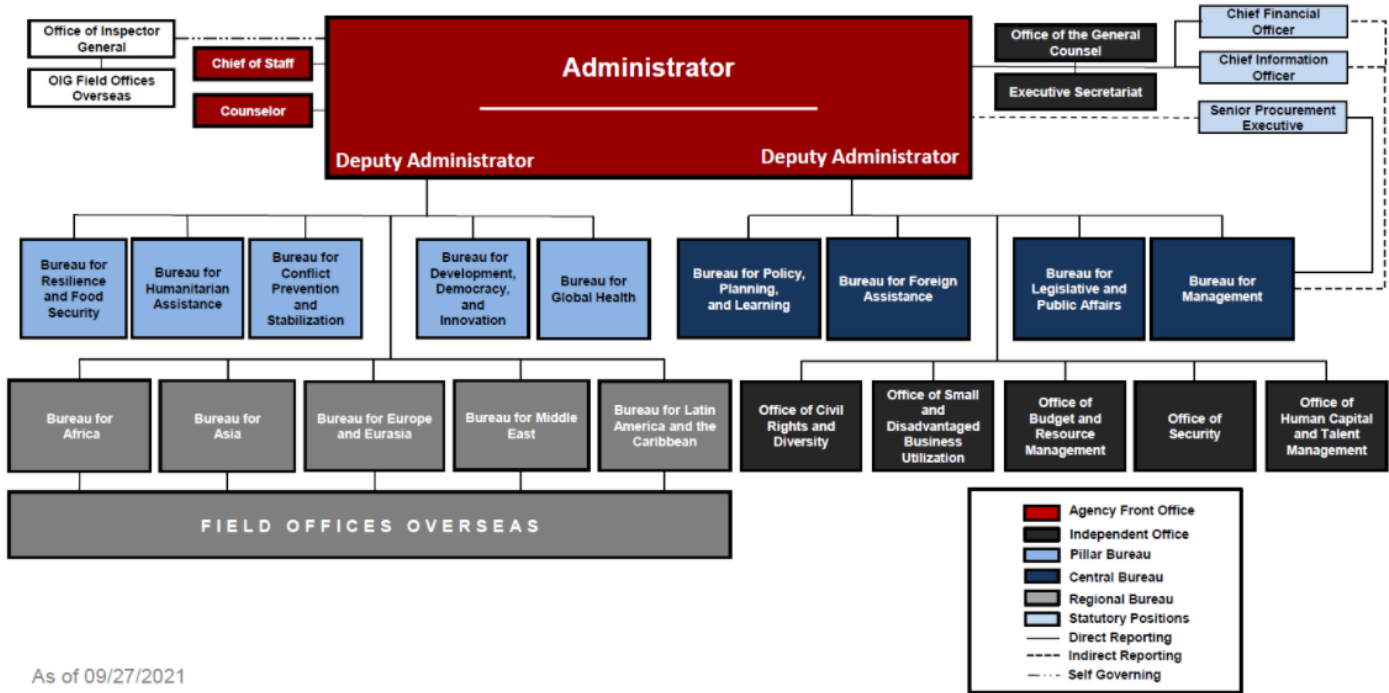 Office of Inspector
General
OIG Field Offices
Overseas
Chief of Staff
Counselor
Administrator
Deputy Administrator
Deputy Administrator
Office of the General
Counsel
Executive Secretariat
Chief Financial
Officer
Chief Information
Officer
Senior Procurement
Executive
Bureau for
Resilience
and Food
Security
Bureau for
Humanitarian
Assistance
Bureau for
Conflict
Prevention
and
Stabilization
Bureau for
Development,
Democracy,
and
Innovation
Bureau for
Global Health
Bureau for Policy,
Planning,
and Learning
Bureau for Foreign
Assistance
Bureau for
Legislative and
Public Affairs
Bureau for
Management
Bureau for
Africa
Bureau for
Asia
Bureau for Europe
and Eurasia
Bureau for Middle
East
Bureau for Latin
America and the
Caribbean
Office of Civil
Rights and
Diversity
Office of Small
and
Disadvantaged
Business
Utilization
Office of
Budget and
Resource
Management
Office of
Security
Office of
Human Capital
and Talent
Management
FIELD OFFICES OVERSEAS
Agency Front Office
Independent Office
Pillar Bureau
Central Bureau
Regional Bureau
Statutory Positions
Direct Reporting
Indirect Reporting
Self Governing
As of 09/27/2021